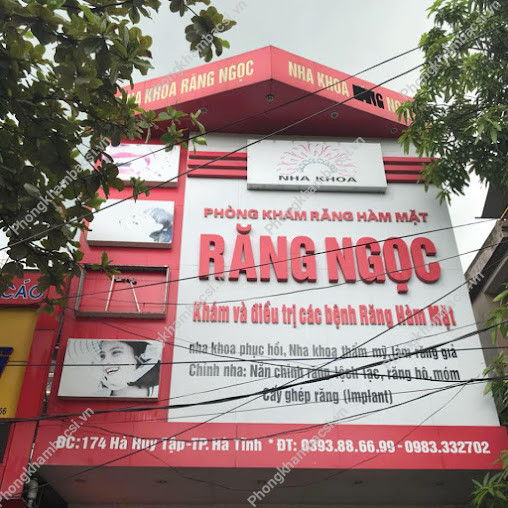 NHA KHOA RĂNG NGỌC
NHA KHOA RĂNG NGỌC
NHA KHOA
PHÒNG KHÁM RĂNG HÀM MẶT
RĂNG NGỌC
Khám và điều trị các bệnh Răng Hàm Mặt
nha khoa phục hồi, Nha khoa thẩm mỹ, làm răng giả
Chỉnh nha: Nắn chỉnh răng lệch lạc, răng hô, móm
Cấy ghép răng (Implant)
ĐC: 174 Hà Huy Tập-TP. Hà Tĩnh * ĐT: 0393.88.66.99 - 0983.332702
CÁC
Phongkhambacsi.vn